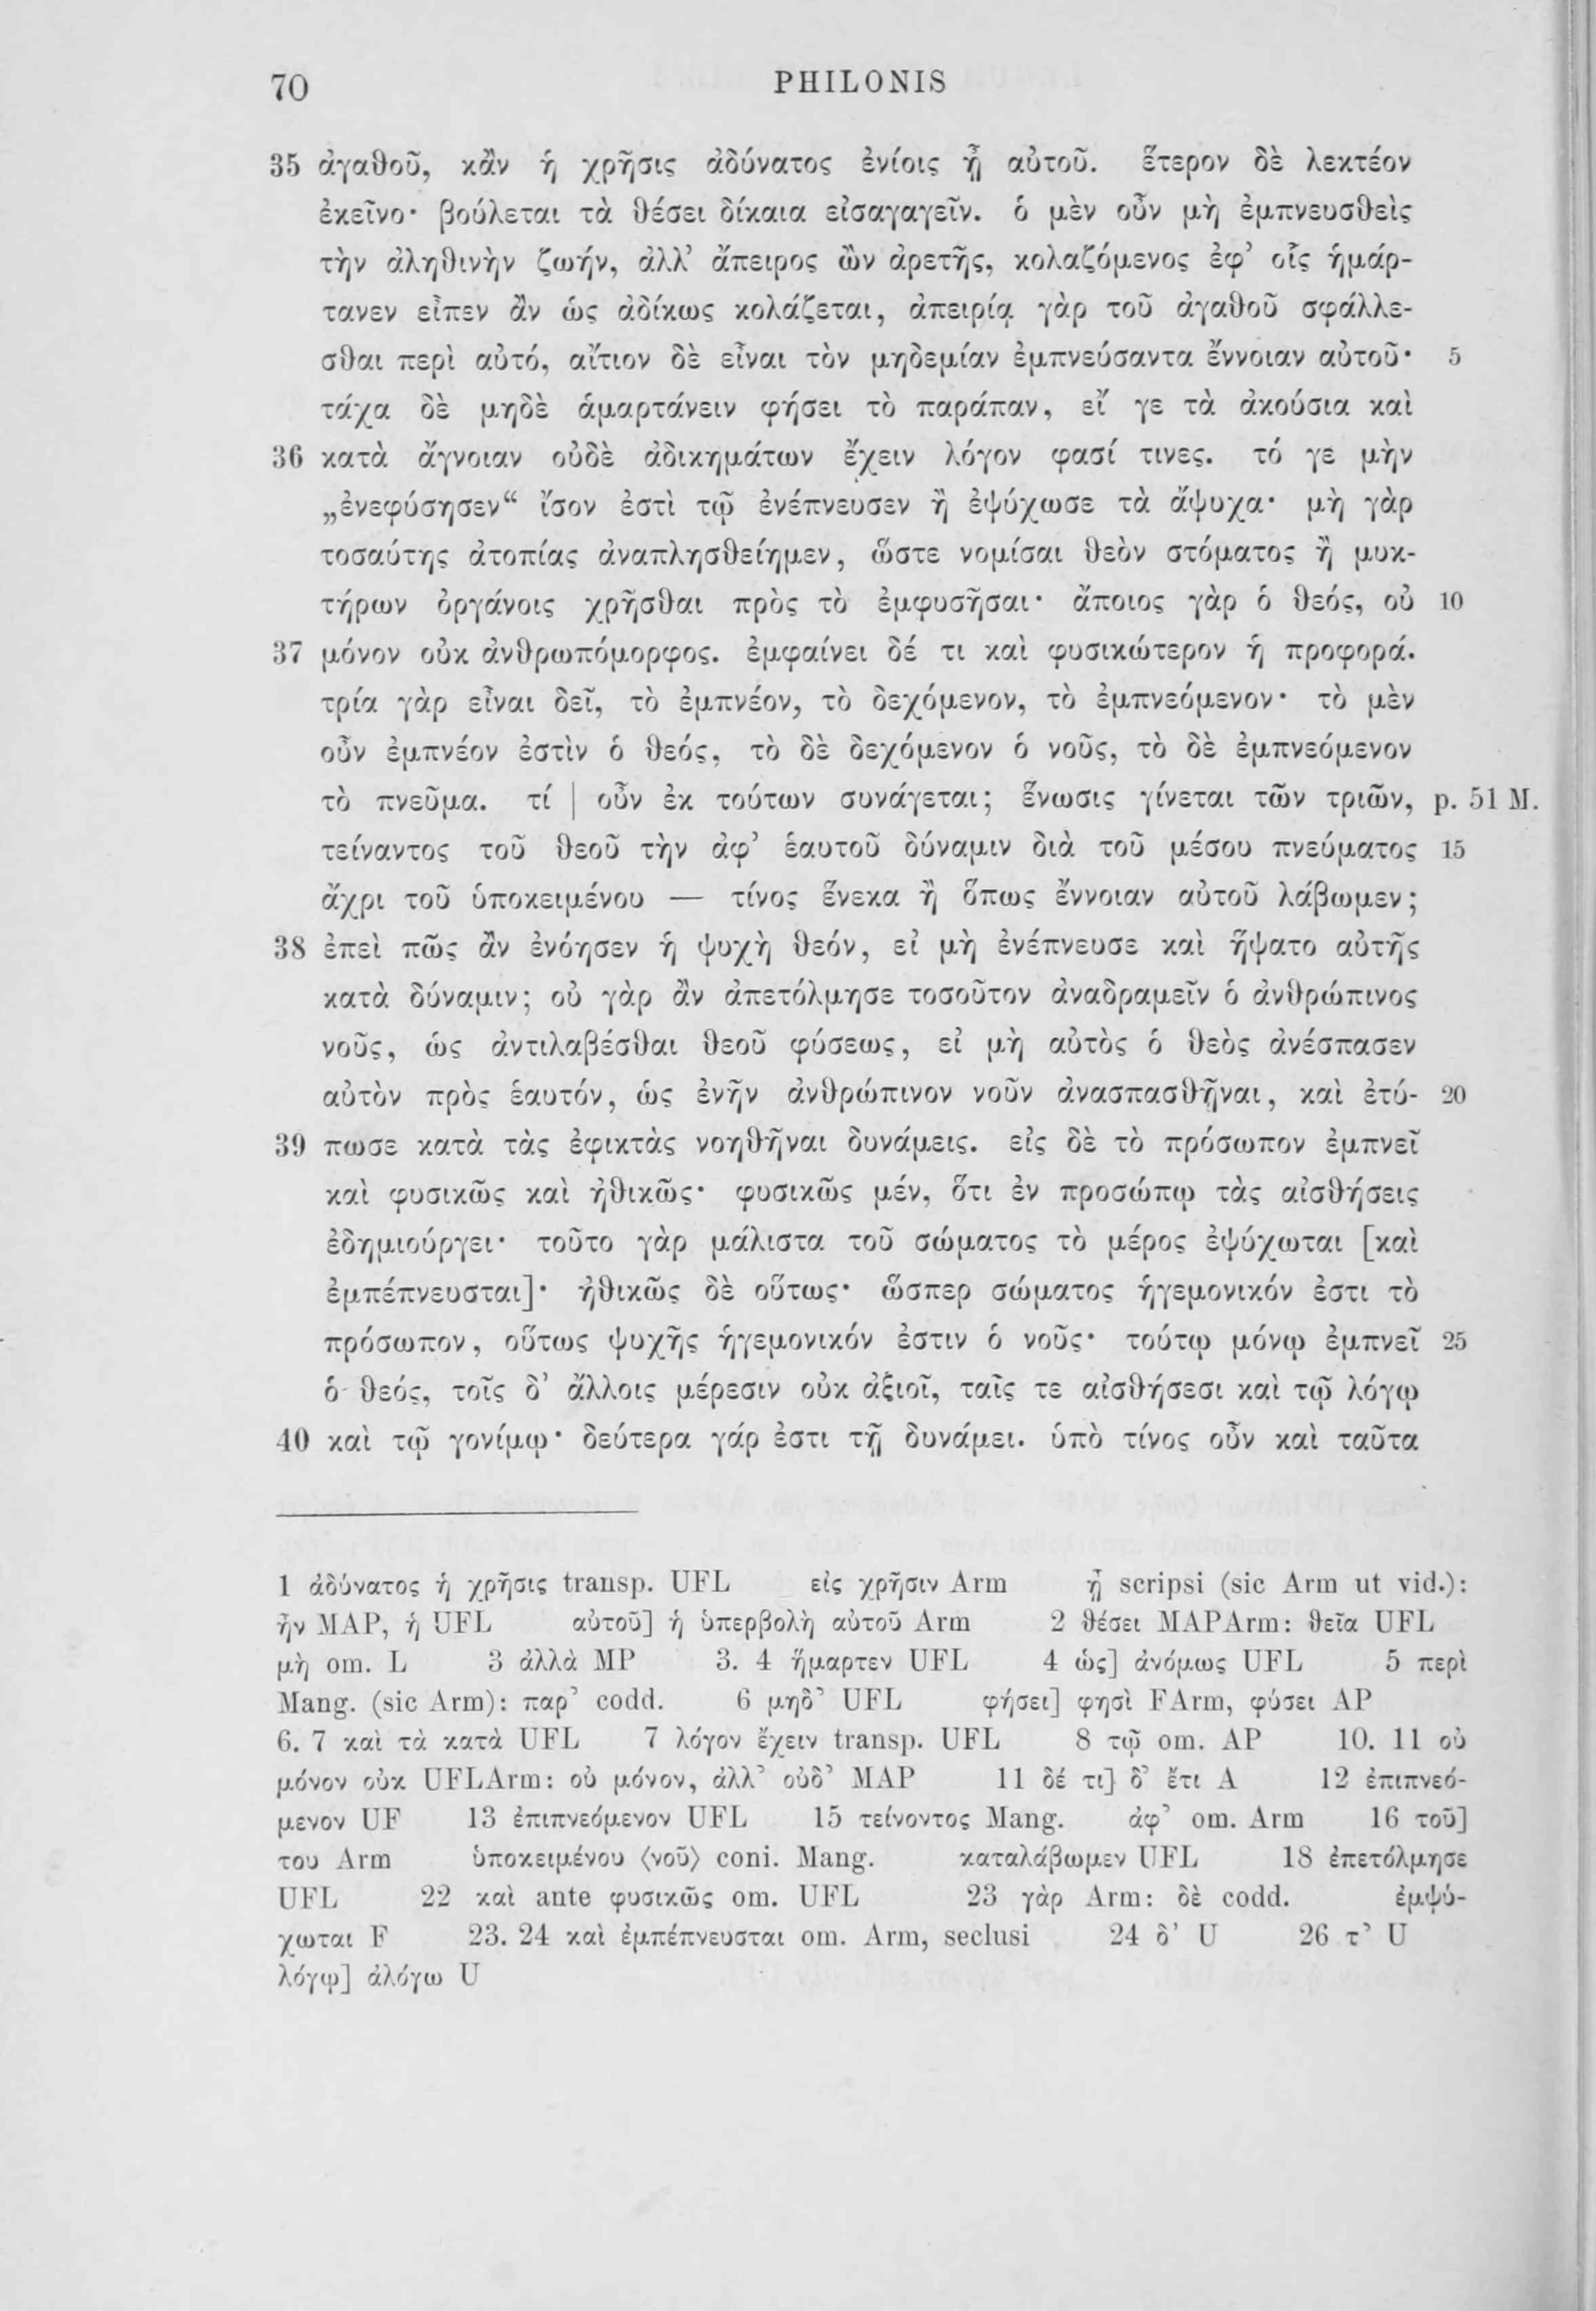 70 PHILONIS
35 ἀγαθοῦ, κἂν ἡ χρῆσις ἀδύνατος ἐνίοις ᾖ αὐτοῦ. ἕτερον δὲ λεκτέον
ἐκεῖνο· βούλεται τὰ θέσει δίκαια εἰσαγαγεῖν. ὁ μὲν οὖν μὴ ἐμπνευσθεὶς
τὴν ἀληθινὴν ζωήν, ἀλλ’ ἄπειρος ὢν ἀρετῆς, κολαζόμενος ἐφ’ οἷς ἡμάρ-
τανεν εἶπεν ἂν ὡς ἀδίκως κολάζεται, ἀπειρίᾳ γὰρ τοῦ ἀγαθοῦ σφάλλε-
σθαι περὶ αὐτό, αἴτιον δὲ εἶναι τὸν μηδεμίαν ἐμπνεύσαντα ἔννοιαν αὐτοῦ· 5
τάχα δὲ μηδὲ ἁμαρτάνειν φήσει τὸ παράπαν, εἴ γε τὰ ἀκούσια καὶ
36 κατὰ ἄγνοιαν οὐδὲ ἀδικημάτων ἔχειν λόγον φασί τινες. τό γε μὴν
„ἐνεφύσησεν“ ἴσον ἐστὶ τῷ ἐνέπνευσεν ἢ ἐψύχωσε τὰ ἄψυχα· μὴ γὰρ
τοσαύτης ἀτοπίας ἀναπλησθείημεν, ὥστε νομίσαι θεὸν στόματος ἢ μυκ-
τήρων ὀργάνοις χρῆσθαι πρὸς τὸ ἐμφυσῆσαι· ἄποιος γὰρ ὁ θεός, οὐ 10
37 μόνον οὐκ ἀνθρωπόμορφος. ἐμφαίνει δέ τι καὶ φυσικώτερον ἡ προφορά.
τρία γὰρ εἶναι δεῖ, τὸ ἐμπνέον, τὸ δεχόμενον, τὸ ἐμπνεόμενον· τὸ μὲν
οὖν ἐμπνέον ἐστὶν ὁ θεός, τὸ δὲ δεχόμενον ὁ νοῦς, τὸ δὲ ἐμπνεόμενον
τὸ πνεῦμα. τί | οὖν ἐκ τούτων συνάγεται; ἕνωσις γίνεται τῶν τριῶν, p. 51 M.
τείναντος τοῦ θεοῦ τὴν ἀφ’ ἑαυτοῦ δύναμιν διὰ τοῦ μέσου πνεύματος 15
ἄχρι τοῦ ὑποκειμένου — τίνος ἕνεκα ἢ ὅπως ἔννοιαν αὐτοῦ λάβωμεν;
38 ἐπεὶ πῶς ἂν ἐνόησεν ἡ ψυχὴ θεόν, εἰ μὴ ἐνέπνευσε καὶ ἥψατο αὐτῆς
κατὰ δύναμιν; οὐ γὰρ ἂν ἀπετόλμησε τοσοῦτον ἀναδραμεῖν ὁ ἀνθρώπινος
νοῦς, ὡς ἀντιλαβέσθαι θεοῦ φύσεως, εἰ μὴ αὐτὸς ὁ θεὸς ἀνέσπασεν
αὐτὸν πρὸς ἑαυτόν, ὡς ἐνῆν ἀνθρώπινον νοῦν ἀνασπασθῆναι, καὶ ἐτύ- 20
39 πωσε κατὰ τὰς ἐφικτὰς νοηθῆναι δυνάμεις. εἰς δὲ τὸ πρόσωπον ἐμπνεῖ
καὶ φυσικῶς καὶ ἠθικῶς· φυσικῶς μέν, ὅτι ἐν προσώπῳ τὰς αἰσθήσεις
ἐδημιούργει· τοῦτο γὰρ μάλιστα τοῦ σώματος τὸ μέρος ἐψύχωται [καὶ
ἐμπέπνευσται]· ἠθικῶς δὲ οὕτως· ὥσπερ σώματος ἡγεμονικόν ἐστι τὸ
πρόσωπον, οὕτως ψυχῆς ἡγεμονικόν ἐστιν ὁ νοῦς· τούτῳ μόνῳ ἐμπνεῖ 25
ὁ θεός, τοῖς δ’ ἄλλοις μέρεσιν οὐκ ἀξιοῖ, ταῖς τε αἰσθήσεσι καὶ τῷ λόγῳ
40 καὶ τῷ γονίμῳ· δεύτερα γάρ ἐστι τῇ δυνάμει. ὑπὸ τίνος οὖν καὶ ταῦτα
1 ἀδύνατος ἡ χρῆσις transp. UFL εἰς χρῆσιν Arm ᾖ scripsi (sic Arm ut vid.):
ἦν MAP, ἡ UFL αὐτοῦ] ἡ ὑπερβολὴ αὐτοῦ Arm 2 θέσει MAPArm: θεῖα UFL
μὴ om. L 3 ἀλλὰ MP 3. 4 ἥμαρτεν UFL 4 ὡς] ἀνόμως UFL 5 περὶ
Mang. (sic Arm): παρ’ codd. 6 μηδ’ UFL φήσει] φησὶ FArm, φύσει AP
6. 7 καὶ τὰ κατὰ UFL 7 λόγον ἔχειν transp. UFL 8 τῷ om. AP 10. 11 οὐ
μόνον οὐκ UFLArm: οὐ μόνον, ἀλλ’ οὐδ’ MAP 11 δέ τι] δ’ ἔτι A 12 ἐπιπνεό-
μενον UF 13 ἐπιπνεόμενον UFL 15 τείνοντος Mang. ἀφ’ om. Arm 16 τοῦ]
του Arm ὑποκειμένου ⟨νοῦ⟩ coni. Mang. καταλάβωμεν UFL 18 ἐπετόλμησε
UFL 22 καὶ ante φυσικῶς om. UFL 23 γὰρ Arm: δὲ codd. ἐμψύ-
χωται F 23. 24 καὶ ἐμπέπνευσται om. Arm, seclusi 24 δ’ U 26 τ’ U
λόγῳ] ἀλόγω U